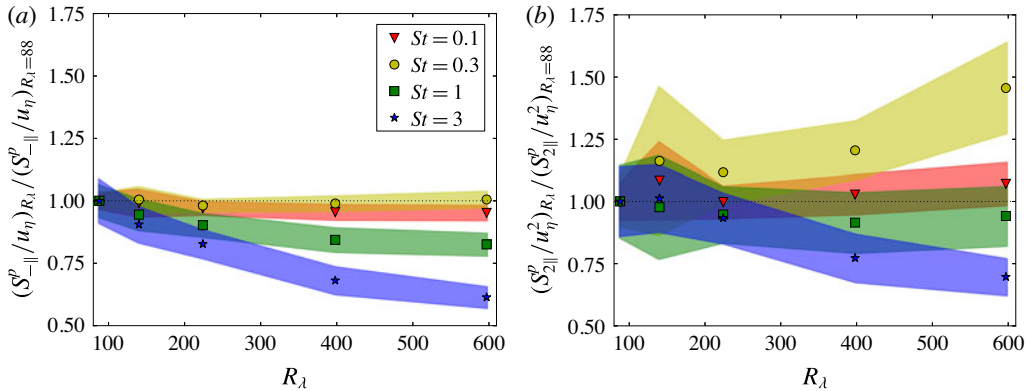 (a)
(S^p_{-∥}/u_η)_{R_λ}/(S^p_{-∥}/u_η)_{R_λ=88}
1.75
1.50
1.25
1.00
0.75
0.50
St = 0.1
St = 0.3
St = 1
St = 3
100 200 300 400 500 600
R_λ
(b)
(S^p_{2∥}/u^2_η)_{R_λ}/(S^p_{2∥}/u^2_η)_{R_λ=88}
1.75
1.50
1.25
1.00
0.75
0.50
100 200 300 400 500 600
R_λ